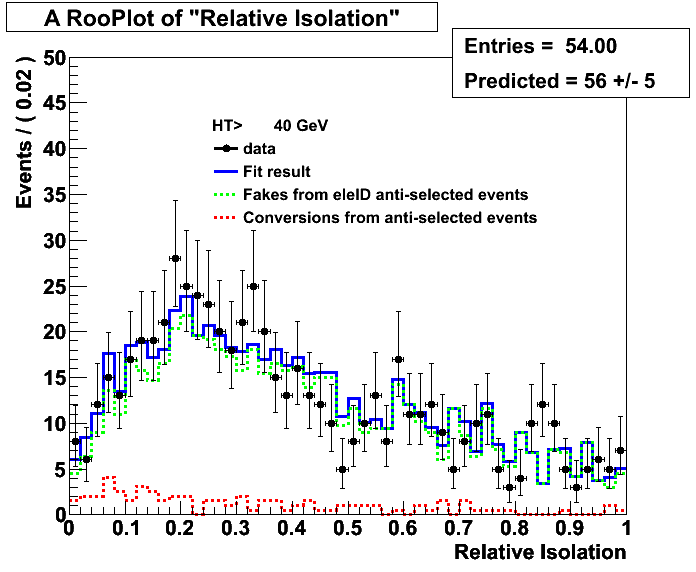 A RooPlot of "Relative Isolation"
Entries =  54.00
Predicted = 56 +/- 5
Events / ( 0.02 )
50
45
40
35
30
25
20
15
10
5
0
HT>      40 GeV
data
Fit result
Fakes from eleID anti-selected events
Conversions from anti-selected events
0 0.1 0.2 0.3 0.4 0.5 0.6 0.7 0.8 0.9 1
Relative Isolation